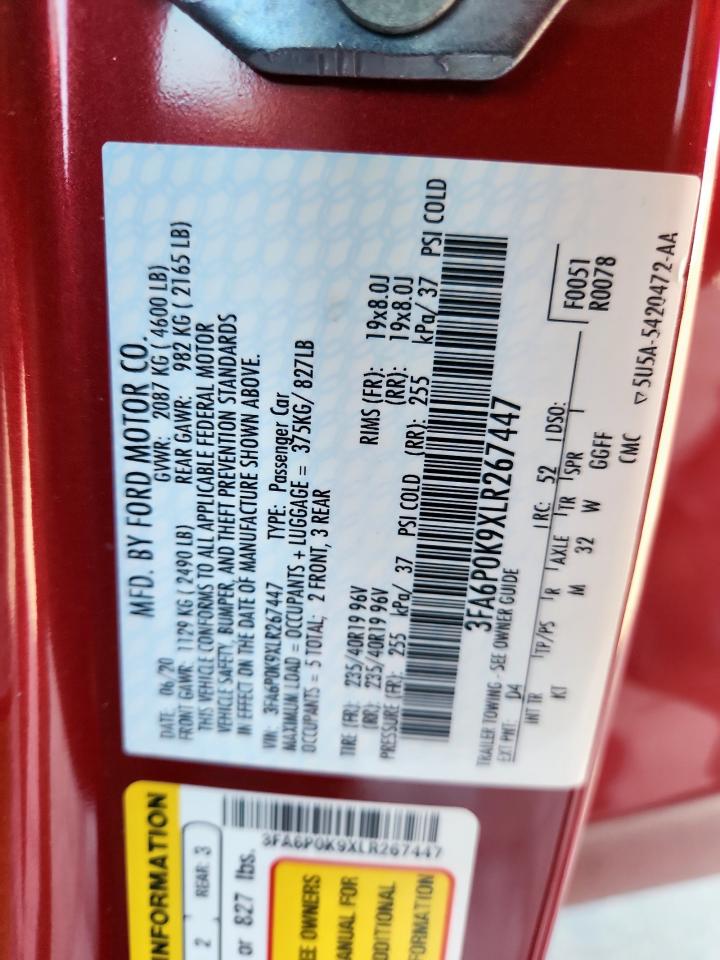 MFD. BY FORD MOTOR CO.
DATE: 06/20 GVWR: 2087 KG ( 4600 LB)
FRONT GAWR: 1129 KG ( 2490 LB) REAR GAWR: 982 KG ( 2165 LB)
THIS VEHICLE CONFORMS TO ALL APPLICABLE FEDERAL MOTOR
VEHICLE SAFETY, BUMPER, AND THEFT PREVENTION STANDARDS
IN EFFECT ON THE DATE OF MANUFACTURE SHOWN ABOVE.
VIN: 3FA6P0K9XLR267447 TYPE: Passenger Car
MAXIMUM LOAD = OCCUPANTS + LUGGAGE = 375KG/ 827LB
OCCUPANTS = 5 TOTAL; 2 FRONT, 3 REAR
TIRE (FR): 235/40R19 96V RIMS (FR): 19x8.0J
(RR): 235/40R19 96V (RR): 19x8.0J
PRESSURE (FR): 255 kPa/ 37 PSI COLD (RR): 255 kPa/ 37 PSI COLD
3FA6P0K9XLR267447
TRAILER TOWING - SEE OWNER GUIDE
EXT PNT: D4 RC: 52 DSO: F0051
INT TR TP/PS R AXLE TR SPR R0078
KT M 32 W GGFF
CMC ▽5U5A-5420472-AA
INFORMATION
2 REAR: 3
or 827 lbs.
3FA6P0K9XLR267447
EE OWNERS
ANUAL FOR
DDITIONAL
FORMATION